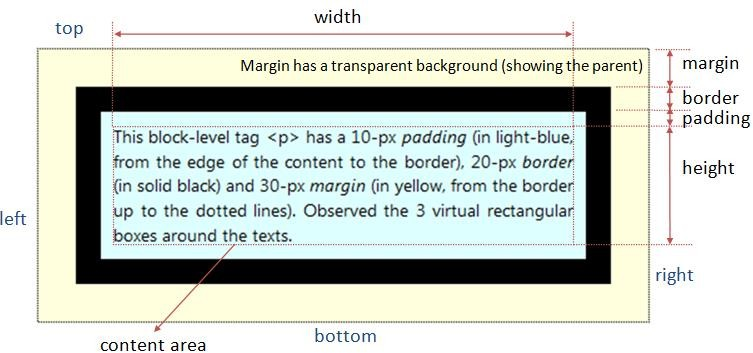 width
top
Margin has a transparent background (showing the parent)
margin
border
padding
This block-level tag <p> has a 10-px padding (in light-blue,
from the edge of the content to the border), 20-px border
(in solid black) and 30-px margin (in yellow, from the border
up to the dotted lines). Observed the 3 virtual rectangular
boxes around the texts.
height
left
right
bottom
content area